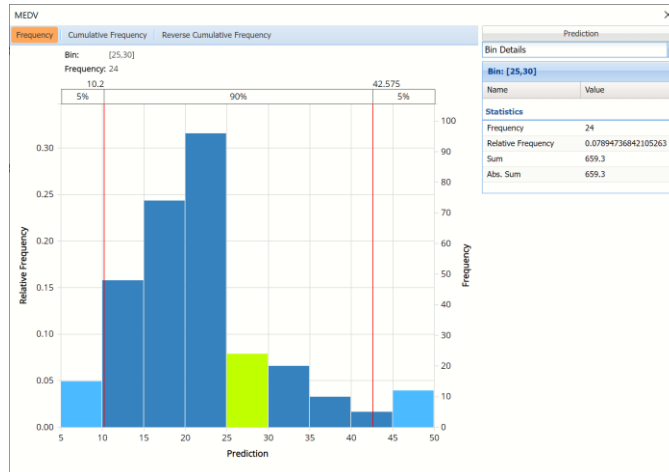 MEDV
Frequency Cumulative Frequency Reverse Cumulative Frequency
Bin: [25,30]
Frequency: 24
10.2 42.575
5% 90% 5%
Relative Frequency
0.30
0.25
0.20
0.15
0.10
0.05
0.00
100
90
80
70
60
50
40
30
20
10
0
Frequency
5 10 15 20 25 30 35 40 45 50
Prediction
Prediction
Bin Details
Bin: [25,30]
Name Value
Statistics
Frequency 24
Relative Frequency 0.07894736842105263
Sum 659.3
Abs. Sum 659.3